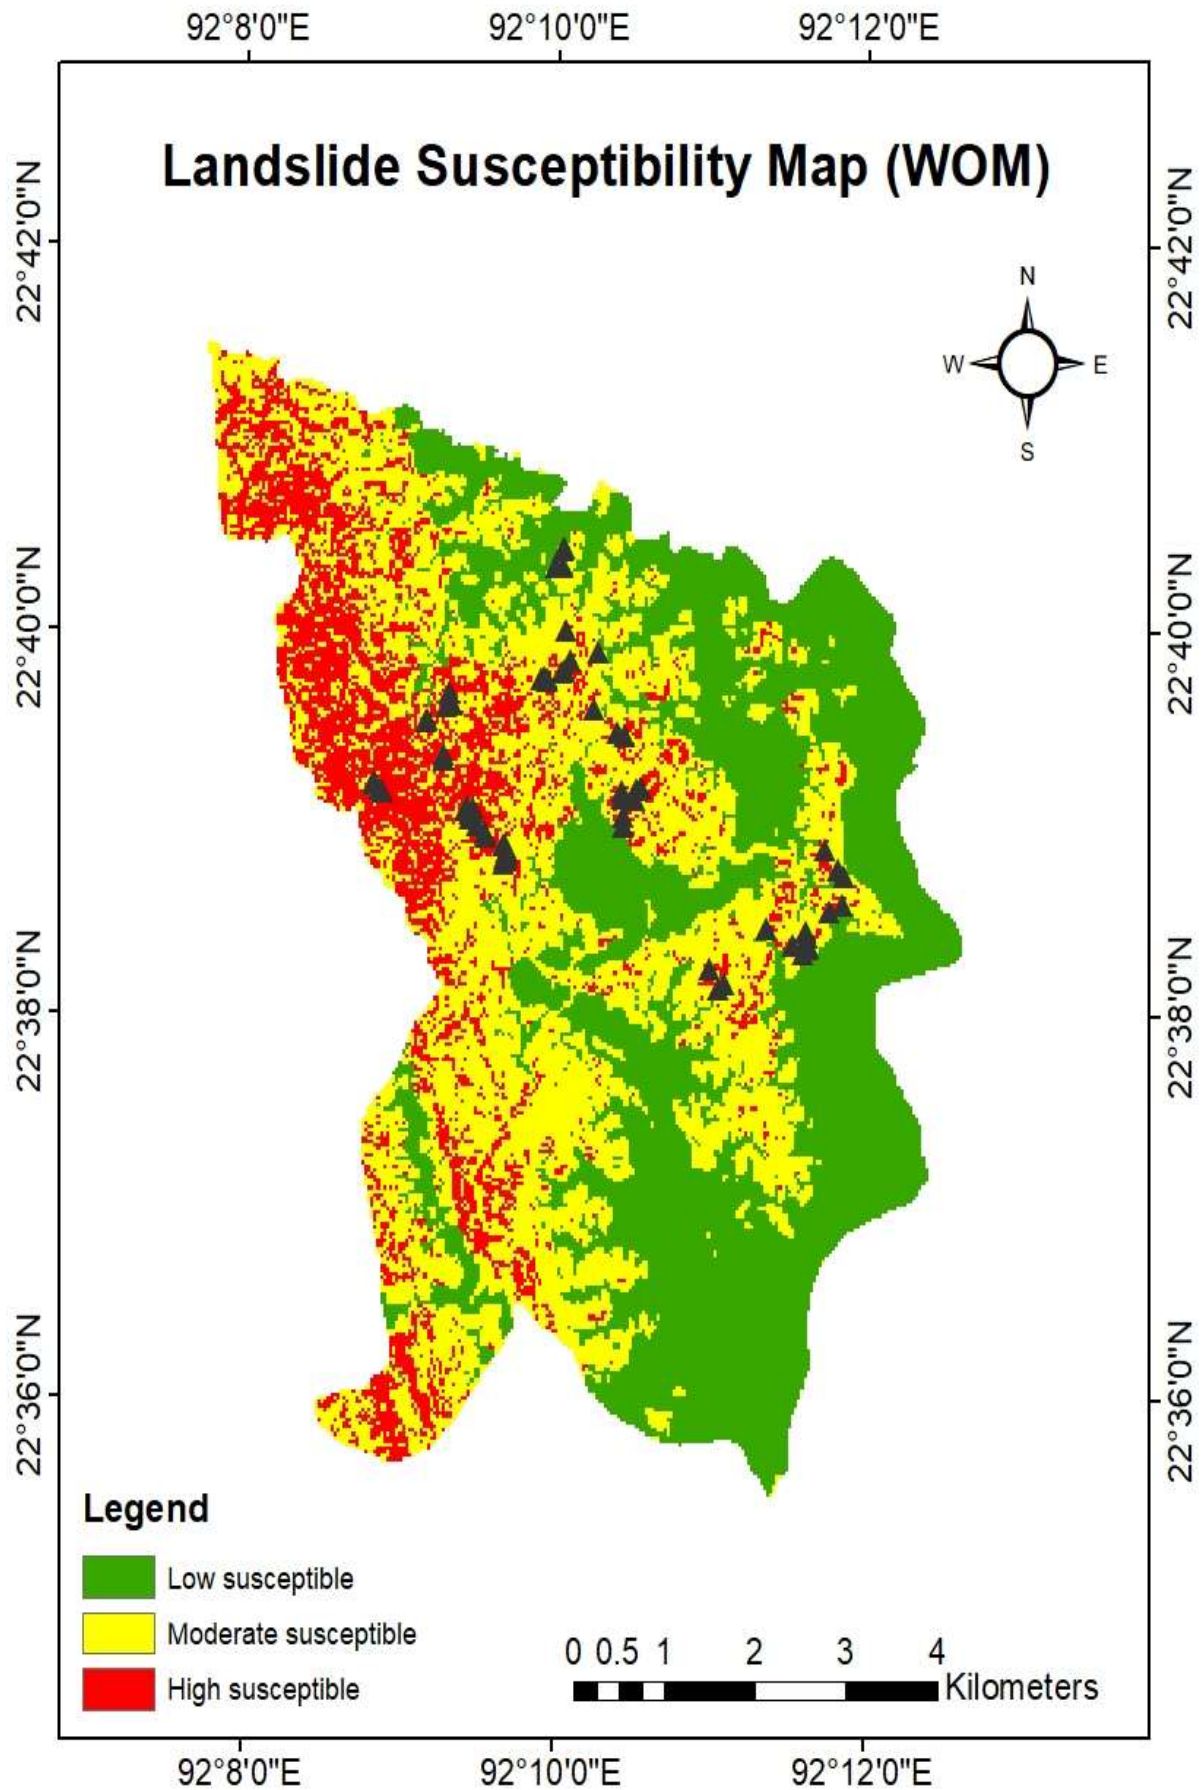 92°8'0"E 92°10'0"E 92°12'0"E
Landslide Susceptibility Map (WOM)
22°42'0"N 22°42'0"N
N
W E
S
22°40'0"N 22°40'0"N
22°38'0"N 22°38'0"N
22°36'0"N 22°36'0"N
Legend
Low susceptible
Moderate susceptible
High susceptible
0 0.5 1 2 3 4
Kilometers
92°8'0"E 92°10'0"E 92°12'0"E